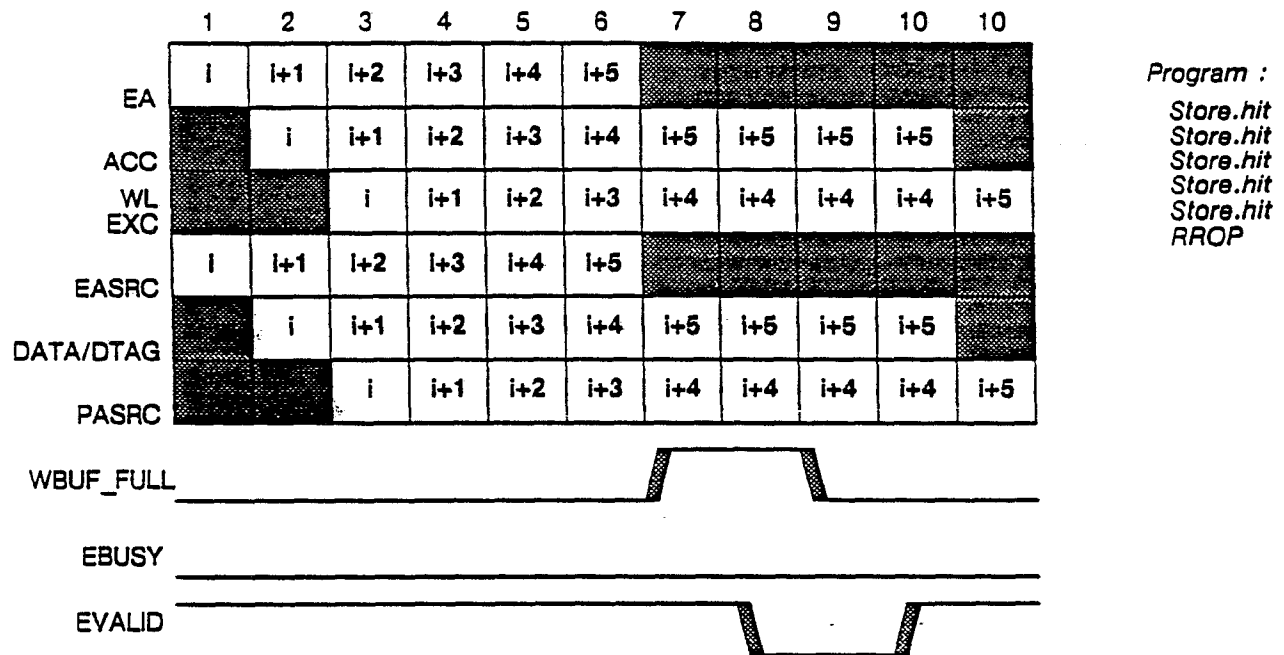 1 2 3 4 5 6 7 8 9 10 10
EA i i+1 i+2 i+3 i+4 i+5
ACC i i+1 i+2 i+3 i+4 i+5 i+5 i+5 i+5
WL
EXC i i+1 i+2 i+3 i+4 i+4 i+4 i+4 i+5
EASRC i i+1 i+2 i+3 i+4 i+5
DATA/DTAG i i+1 i+2 i+3 i+4 i+5 i+5 i+5 i+5
PASRC i i+1 i+2 i+3 i+4 i+4 i+4 i+4 i+5
WBUF_FULL
EBUSY
EVALID
Program :
Store.hit
Store.hit
Store.hit
Store.hit
Store.hit
RROP